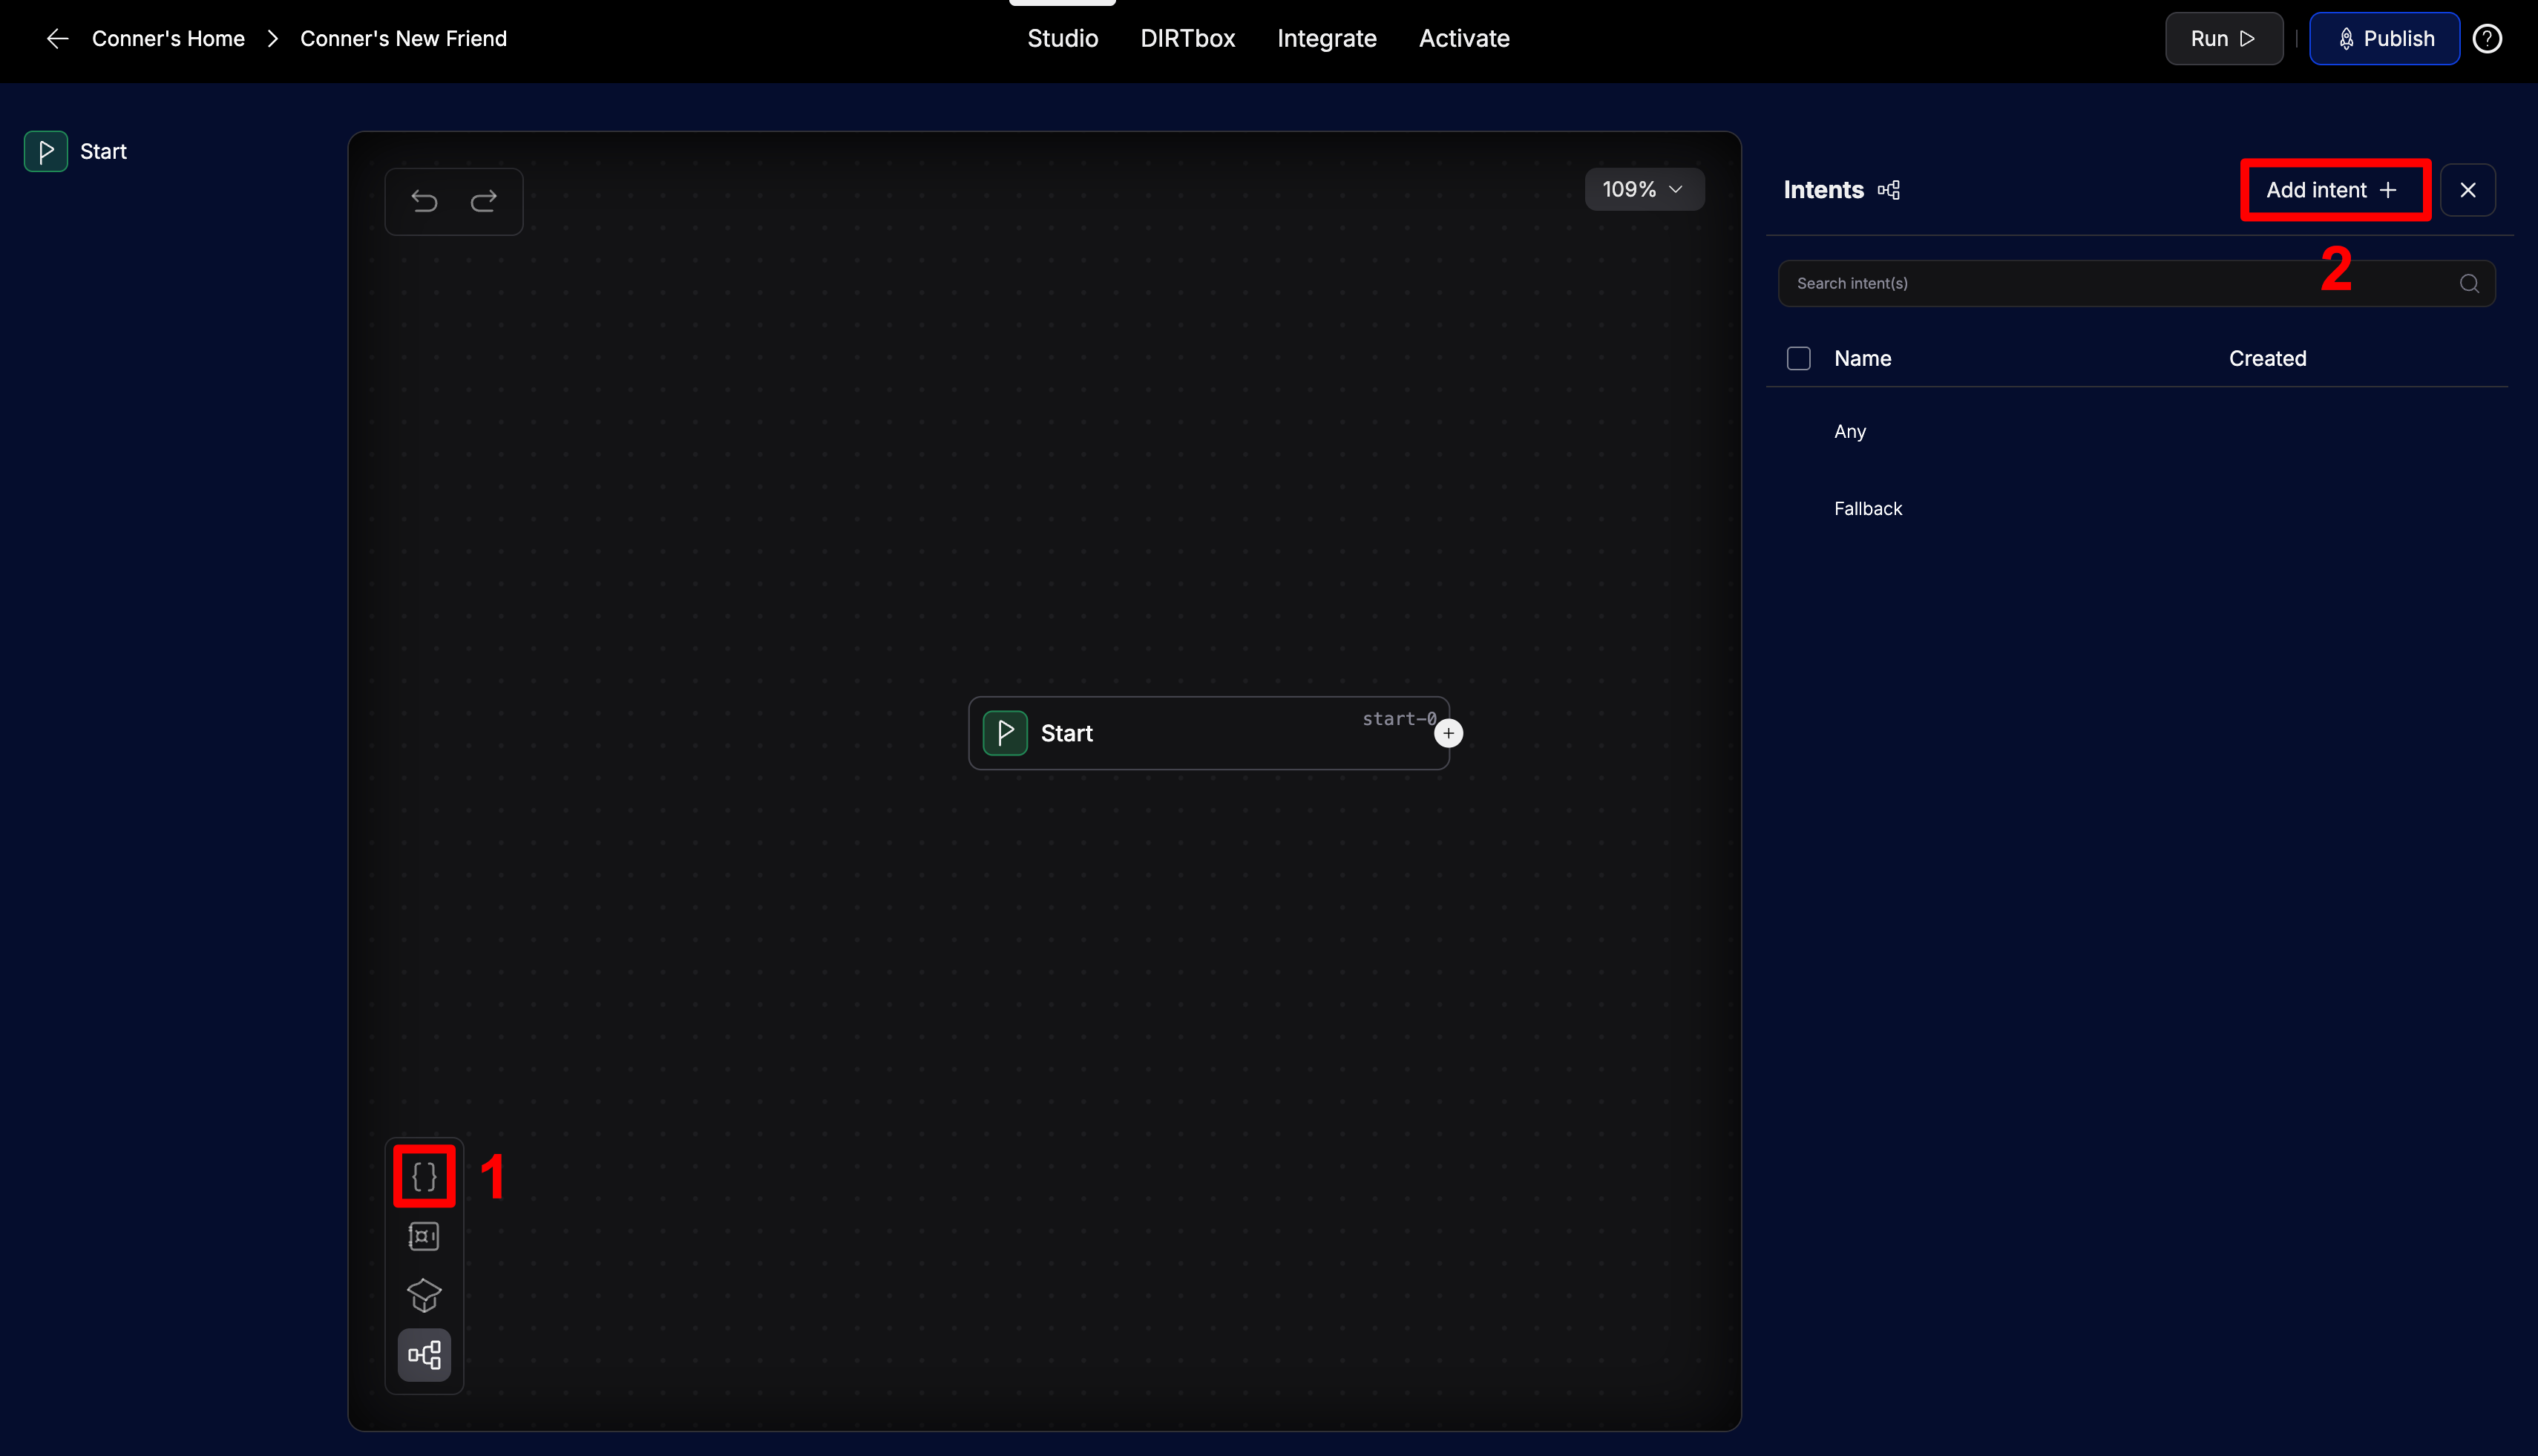 Conner's Home > Conner's New Friend
Studio
DIRTbox
Integrate
Activate
Run
Publish
?
Start
109%
Intents
Add intent +
2
Search intent(s)
Name
Created
Any
Fallback
start-0
Start
+
{}
1